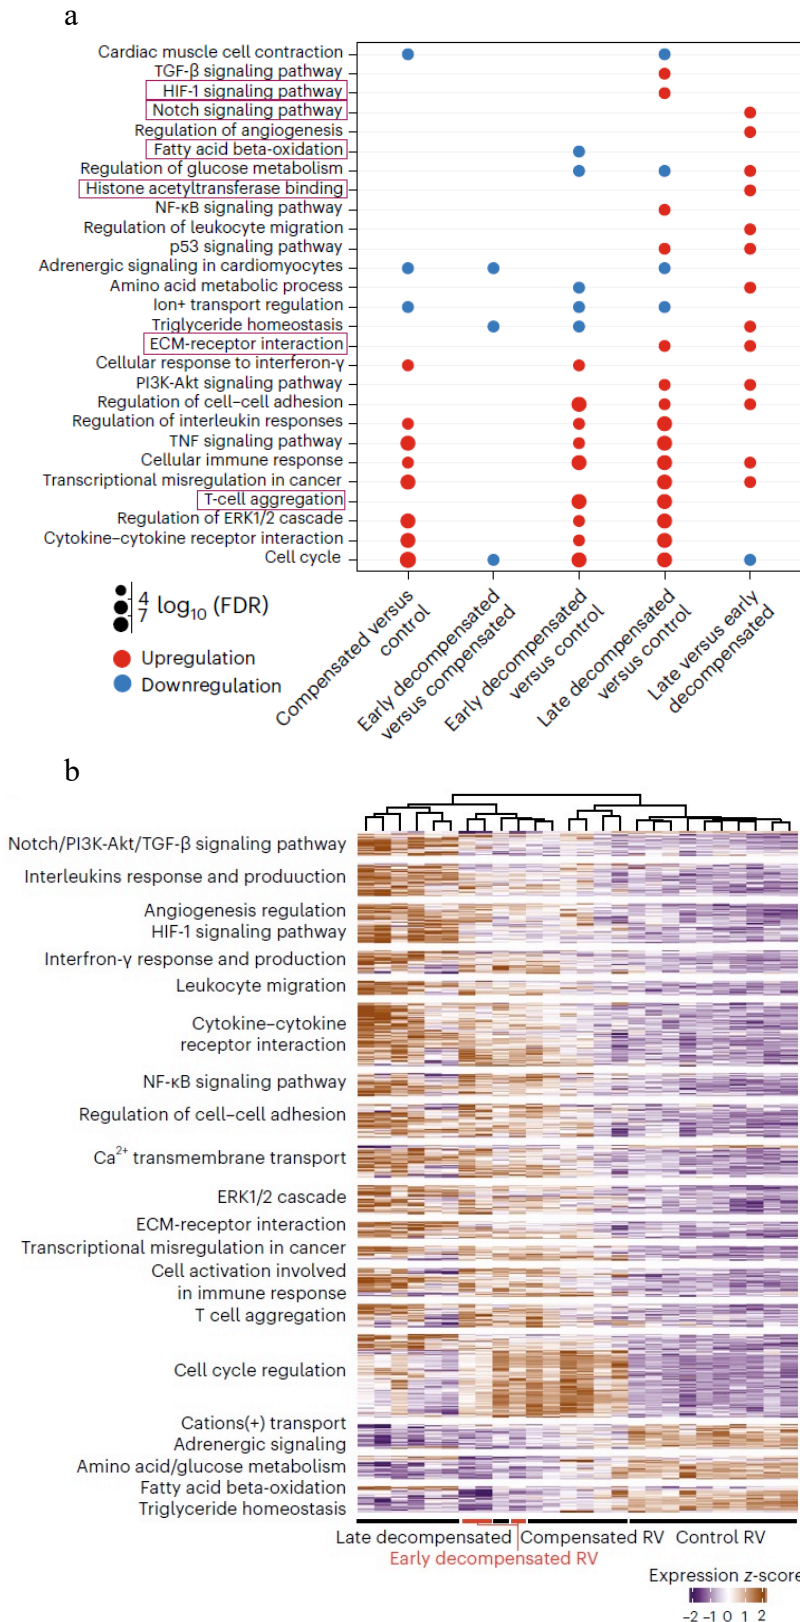 a
Cardiac muscle cell contraction
TGF-β signaling pathway
HIF-1 signaling pathway
Notch signaling pathway
Regulation of angiogenesis
Fatty acid beta-oxidation
Regulation of glucose metabolism
Histone acetyltransferase binding
NF-κB signaling pathway
Regulation of leukocyte migration
p53 signaling pathway
Adrenergic signaling in cardiomyocytes
Amino acid metabolic process
Ion+ transport regulation
Triglyceride homeostasis
ECM-receptor interaction
Cellular response to interferon-γ
PI3K-Akt signaling pathway
Regulation of cell–cell adhesion
Regulation of interleukin responses
TNF signaling pathway
Cellular immune response
Transcriptional misregulation in cancer
T-cell aggregation
Regulation of ERK1/2 cascade
Cytokine–cytokine receptor interaction
Cell cycle
4
7
log10 (FDR)
Upregulation
Downregulation
Compensated versus
control
Early decompensated
versus compensated
Early decompensated
versus control
Late decompensated
versus control
Late versus early
decompensated
b
Notch/PI3K-Akt/TGF-β signaling pathway
Interleukins response and produuction
Angiogenesis regulation
HIF-1 signaling pathway
Interfron-γ response and production
Leukocyte migration
Cytokine–cytokine
receptor interaction
NF-κB signaling pathway
Regulation of cell–cell adhesion
Ca2+ transmembrane transport
ERK1/2 cascade
ECM-receptor interaction
Transcriptional misregulation in cancer
Cell activation involved
in immune response
T cell aggregation
Cell cycle regulation
Cations(+) transport
Adrenergic signaling
Amino acid/glucose metabolism
Fatty acid beta-oxidation
Triglyceride homeostasis
Late decompensated Compensated RV Control RV
Early decompensated RV
Expression z-score
–2 –1 0 1 2